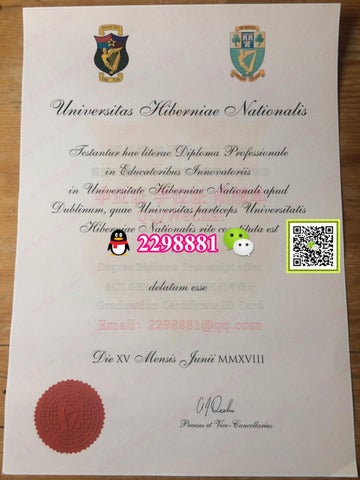 Universitas Hiberniae Nationalis
Testantur hae literae Diploma Professionale
in Educatoribus Innovatoriis
in Universitate Hiberniae Nationali apud
Dublinum, quae Universitas particeps Universitatis
Hiberniae Nationalis rite constituta est
2298881
Degree Diploma Transcript offer
delatum esse
Graduation Certificate ID Card
Email: 2298881@qq.com
Die XV Mensis Junii MMXVIII
Praeses et Vice-Cancellarius